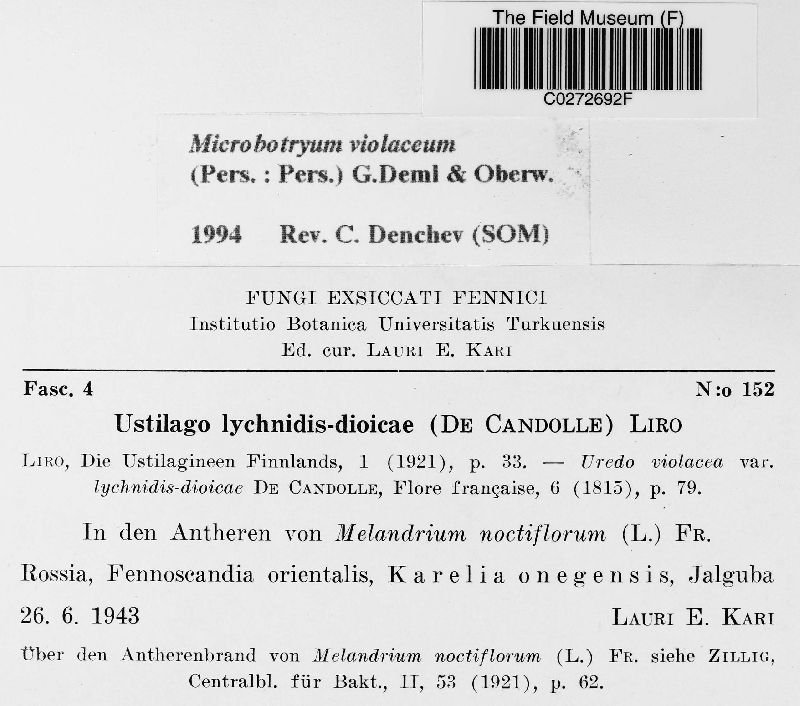 The Field Museum (F)
C0272692F
Microbotryum violaceum
(Pers. : Pers.) G.Deml & Oberw.
1994 Rev. C. Denchev (SOM)
FUNGI EXSICCATI FENNICI
Institutio Botanica Universitatis Turkuensis
Ed. cur. LAURI E. KARI
Fasc. 4 N:o 152
Ustilago lychnidis-dioicae (DE CANDOLLE) LIRO
LIRO, Die Ustilagineen Finnlands, 1 (1921), p. 33. — Uredo violacea var.
lychnidis-dioicae DE CANDOLLE, Flore française, 6 (1815), p. 79.
In den Antheren von Melandrium noctiflorum (L.) FR.
Rossia, Fennoscandia orientalis, Karelia onegensis, Jalguba
26. 6. 1943 LAURI E. KARI
Über den Antherenbrand von Melandrium noctiflorum (L.) FR. siehe ZILLIG,
Centralbl. für Bakt., II, 53 (1921), p. 62.